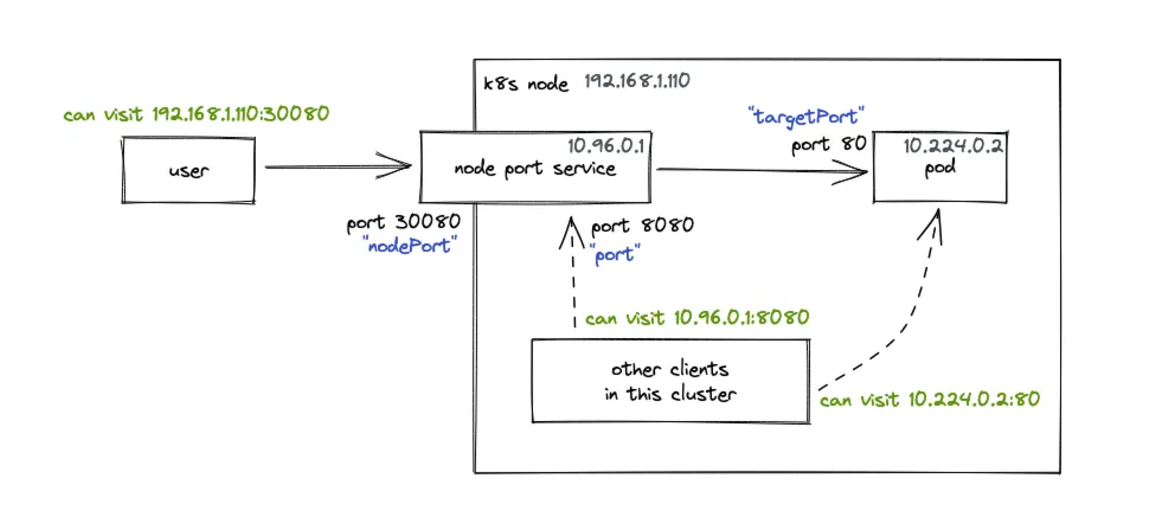 k8s node 192.168.1.110
can visit 192.168.1.110:30080
"targetPort"
port 80
user
10.96.0.1
node port service
10.224.0.2
pod
port 30080
"nodePort"
port 8080
"port"
can visit 10.96.0.1:8080
other clients
in this cluster
can visit 10.224.0.2:80